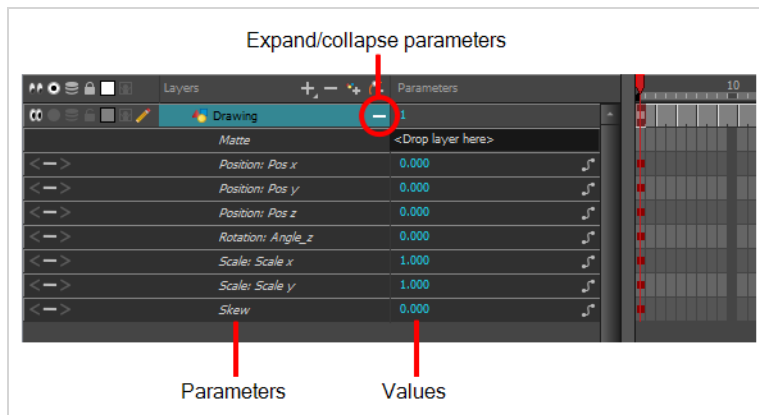 Expand/collapse parameters
Layers Parameters 10
Drawing 1
Matte <Drop layer here>
Position: Pos x 0.000
Position: Pos y 0.000
Position: Pos z 0.000
Rotation: Angle_z 0.000
Scale: Scale x 1.000
Scale: Scale y 1.000
Skew 0.000
Parameters Values